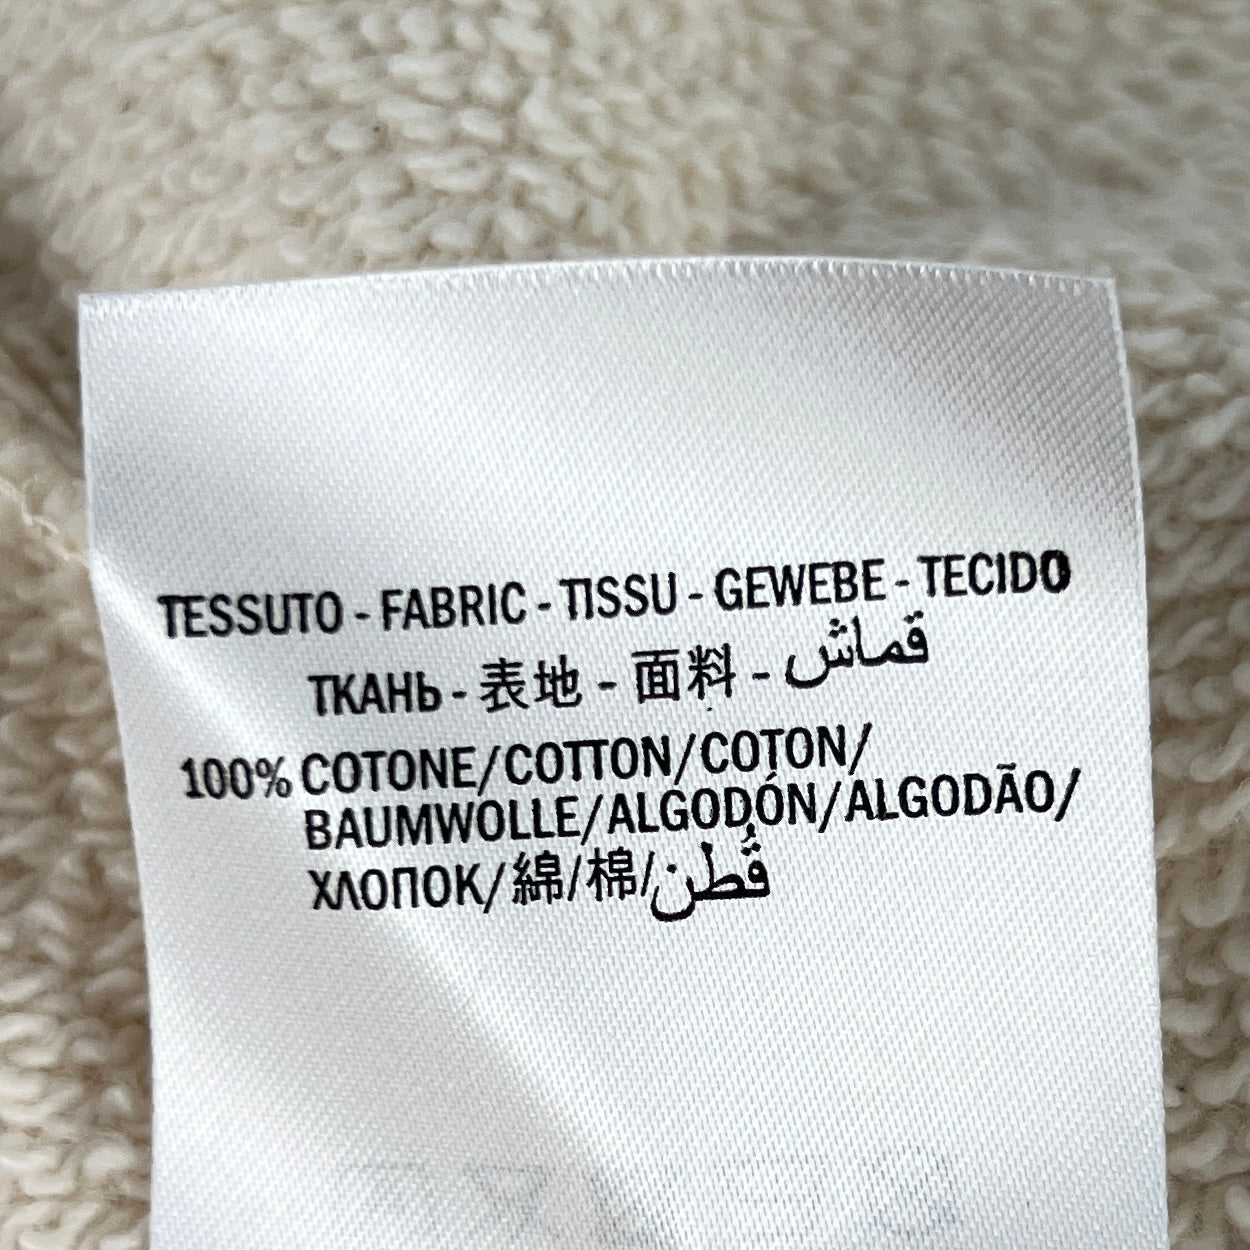 TESSUTO - FABRIC - TISSU - GEWEBE - TECIDO
ТКАНЬ - 表地 - 面料 - قماش
100% COTONE/COTTON/COTON/
BAUMWOLLE/ALGODÓN/ALGODÃO/
ХЛОПОК/綿/棉/قُطن